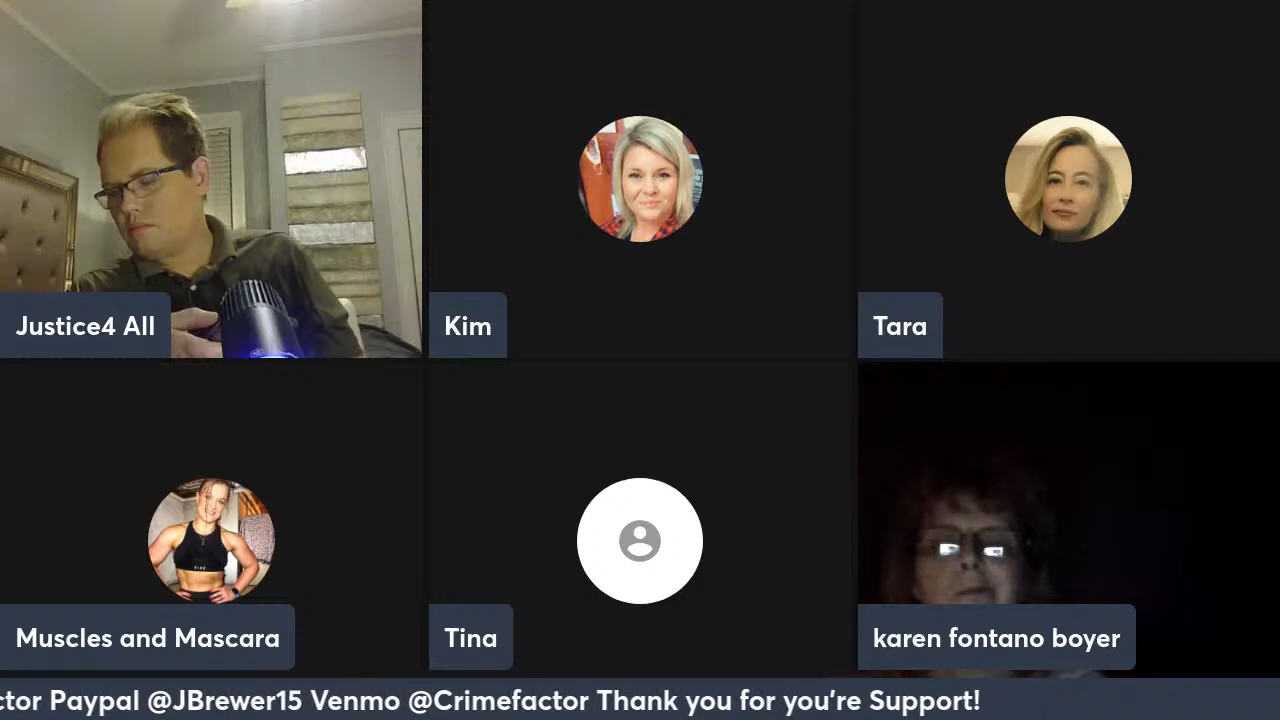 Justice4 All
Kim
Tara
Muscles and Mascara
Tina
karen fontano boyer
ctor Paypal @JBrewer15 Venmo @Crimefactor Thank you for you're Support!